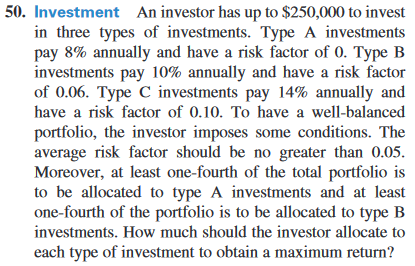 50. Investment An investor has up to $250,000 to invest
in three types of investments. Type A investments
pay 8% annually and have a risk factor of 0. Type B
investments pay 10% annually and have a risk factor
of 0.06. Type C investments pay 14% annually and
have a risk factor of 0.10. To have a well-balanced
portfolio, the investor imposes some conditions. The
average risk factor should be no greater than 0.05.
Moreover, at least one-fourth of the total portfolio is
to be allocated to type A investments and at least
one-fourth of the portfolio is to be allocated to type B
investments. How much should the investor allocate to
each type of investment to obtain a maximum return?